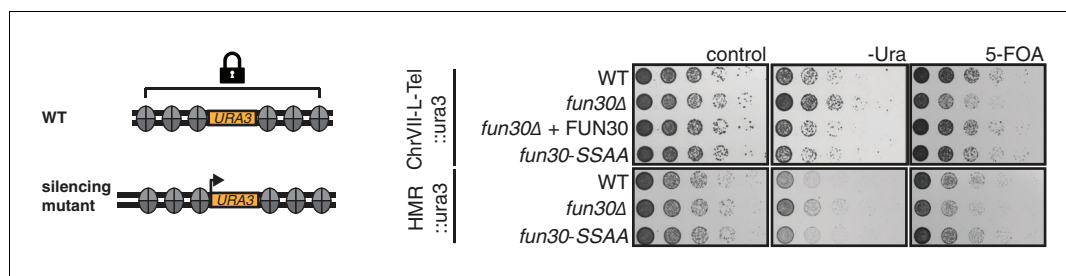 WT
URA3
silencing
mutant
URA3
ChrVII-L-Tel
::ura3
HMR
::ura3
control
-Ura
5-FOA
WT
fun30Δ
fun30Δ + FUN30
fun30-SSAA
WT
fun30Δ
fun30-SSAA